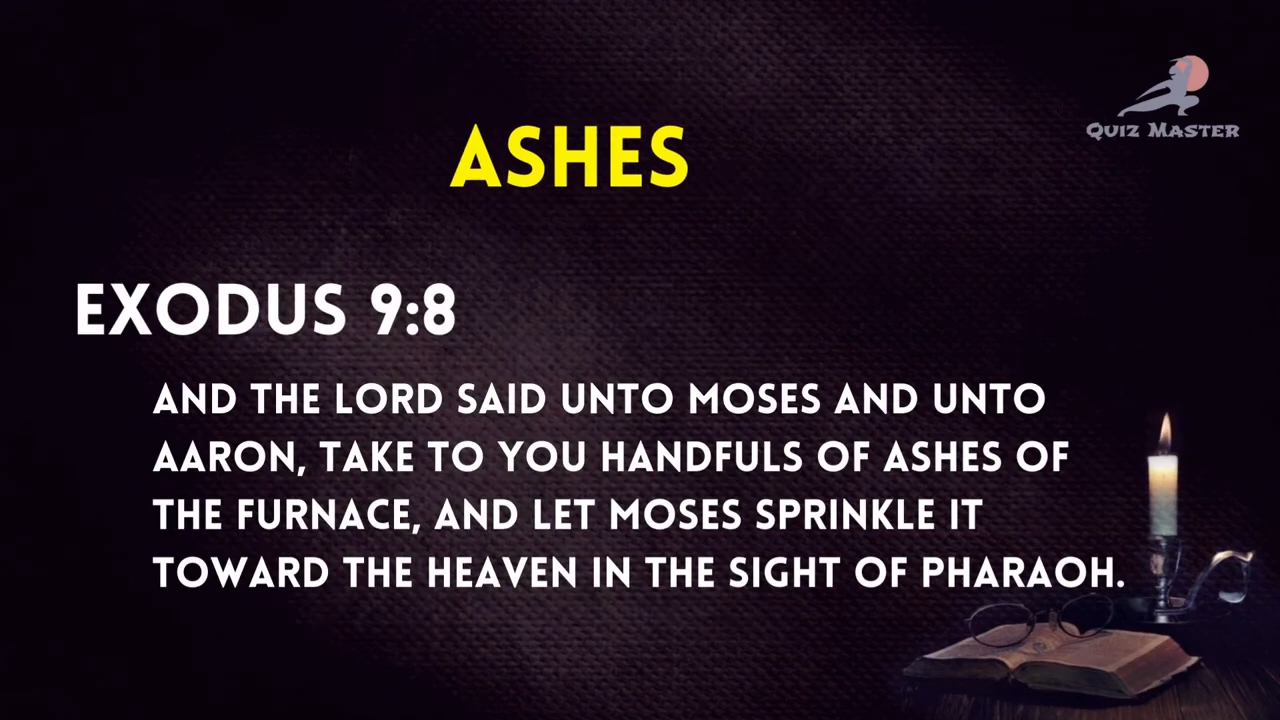 QUIZ MASTER
ASHES
EXODUS 9:8
AND THE LORD SAID UNTO MOSES AND UNTO
AARON, TAKE TO YOU HANDFULS OF ASHES OF
THE FURNACE, AND LET MOSES SPRINKLE IT
TOWARD THE HEAVEN IN THE SIGHT OF PHARAOH.